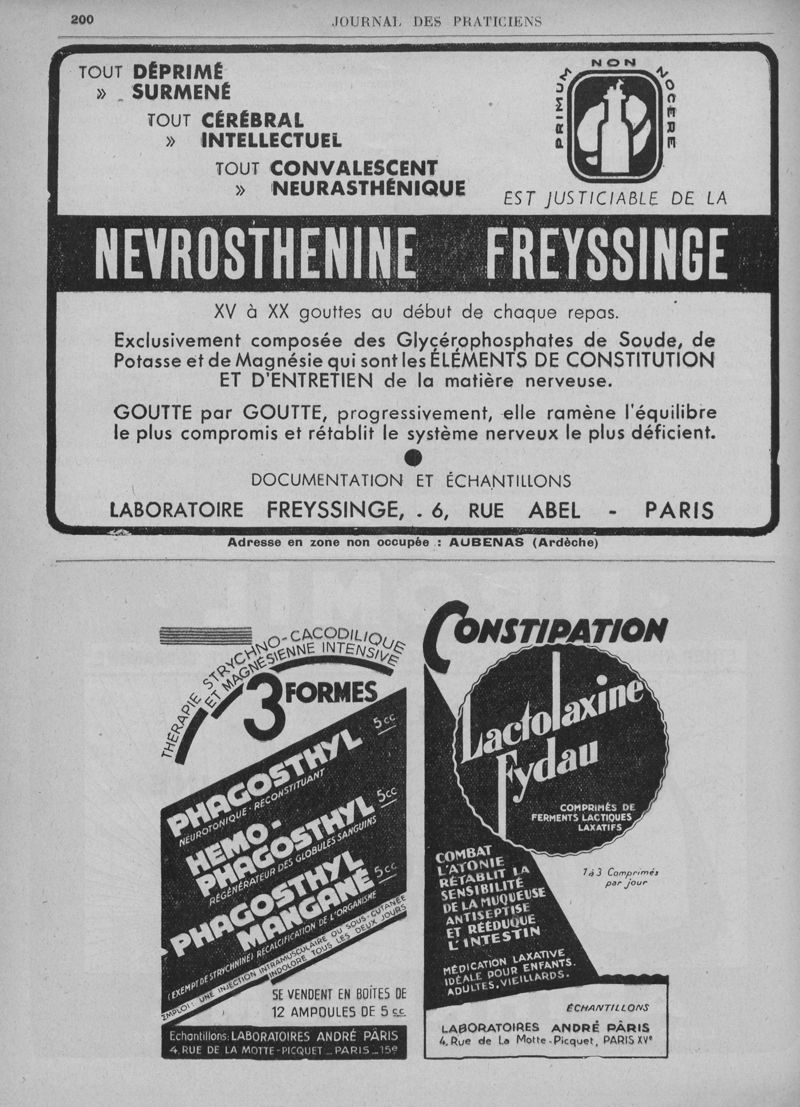 200
JOURNAL DES PRATICIENS
TOUT DÉPRIMÉ
» SURMENÉ
TOUT CÉRÉBRAL
» INTELLECTUEL
TOUT CONVALESCENT
» NEURASTHÉNIQUE
PRIMUM NON NOCERE
EST JUSTICIABLE DE LA
NEVROSTHENINE FREYSSINGE
XV à XX gouttes au début de chaque repas.
Exclusivement composée des Glycérophosphates de Soude, de
Potasse et de Magnésie qui sont les ÉLÉMENTS DE CONSTITUTION
ET D'ENTRETIEN de la matière nerveuse.
GOUTTE par GOUTTE, progressivement, elle ramène l'équilibre
le plus compromis et rétablit le système nerveux le plus déficient.
DOCUMENTATION ET ÉCHANTILLONS
LABORATOIRE FREYSSINGE, . 6, RUE ABEL - PARIS
Adresse en zone non occupée : AUBENAS (Ardèche)
THÉRAPIE STRYCHNO-CACODILIQUE
ET MAGNÉSIENNE INTENSIVE
3 FORMES
PHAGOSTHYL 5cc
NEUROTONIQUE-RECONSTITUANT
HEMO-
PHAGOSTHYL 5cc
RÉGÉNÉRATEUR DES GLOBULES SANGUINS
PHAGOSTHYL
MANGANÉ 5cc
(EXEMPT DE STRYCHNINE) RECALCIFICATION DE L'ORGANISME
EMPLOI: UNE INJECTION INTRAMUSCULAIRE OU SOUS-CUTANÉE
INDOLORE TOUS LES DEUX JOURS
SE VENDENT EN BOÎTES DE
12 AMPOULES DE 5 cc
Echantillons: LABORATOIRES ANDRÉ PÂRIS
4, RUE DE LA MOTTE-PICQUET _ PARIS _ 15e
CONSTIPATION
Lactolaxine
Fydau
COMPRIMÉS DE
FERMENTS LACTIQUES
LAXATIFS
COMBAT
L'ATONIE
RÉTABLIT LA
SENSIBILITÉ
DE LA MUQUEUSE
ANTISEPTISE
ET RÉÉDUQUE
L'INTESTIN
1 à 3 Comprimés
par jour
MÉDICATION LAXATIVE
IDÉALE POUR ENFANTS.
ADULTES, VIEILLARDS.
ÉCHANTILLONS
LABORATOIRES ANDRÉ PÂRIS
4, Rue de La Motte-Picquet, PARIS XVe